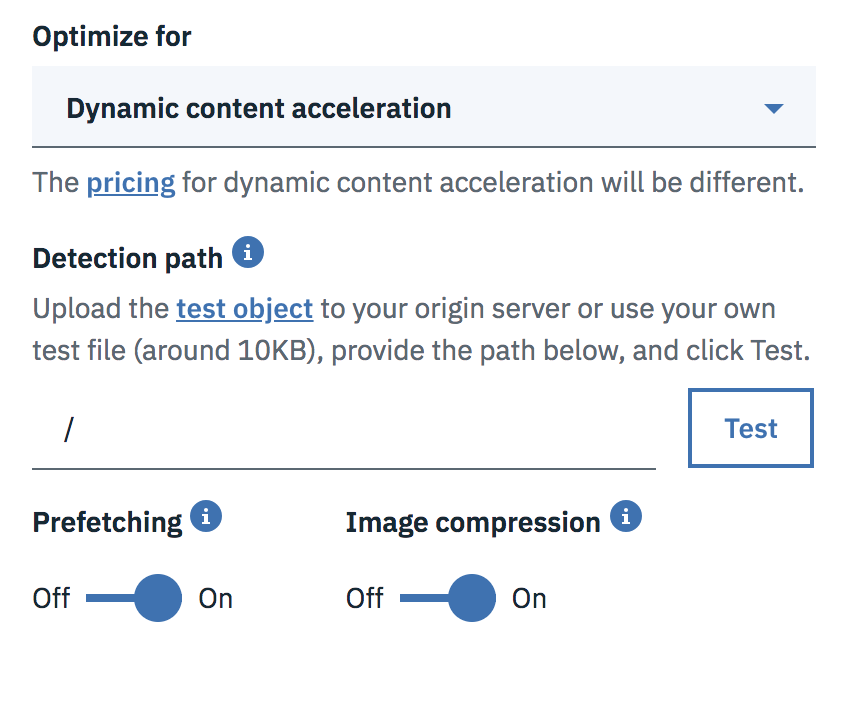 Optimize for
Dynamic content acceleration
The pricing for dynamic content acceleration will be different.
Detection path
Upload the test object to your origin server or use your own
test file (around 10KB), provide the path below, and click Test.
/
Test
Prefetching
Image compression
Off On
Off On